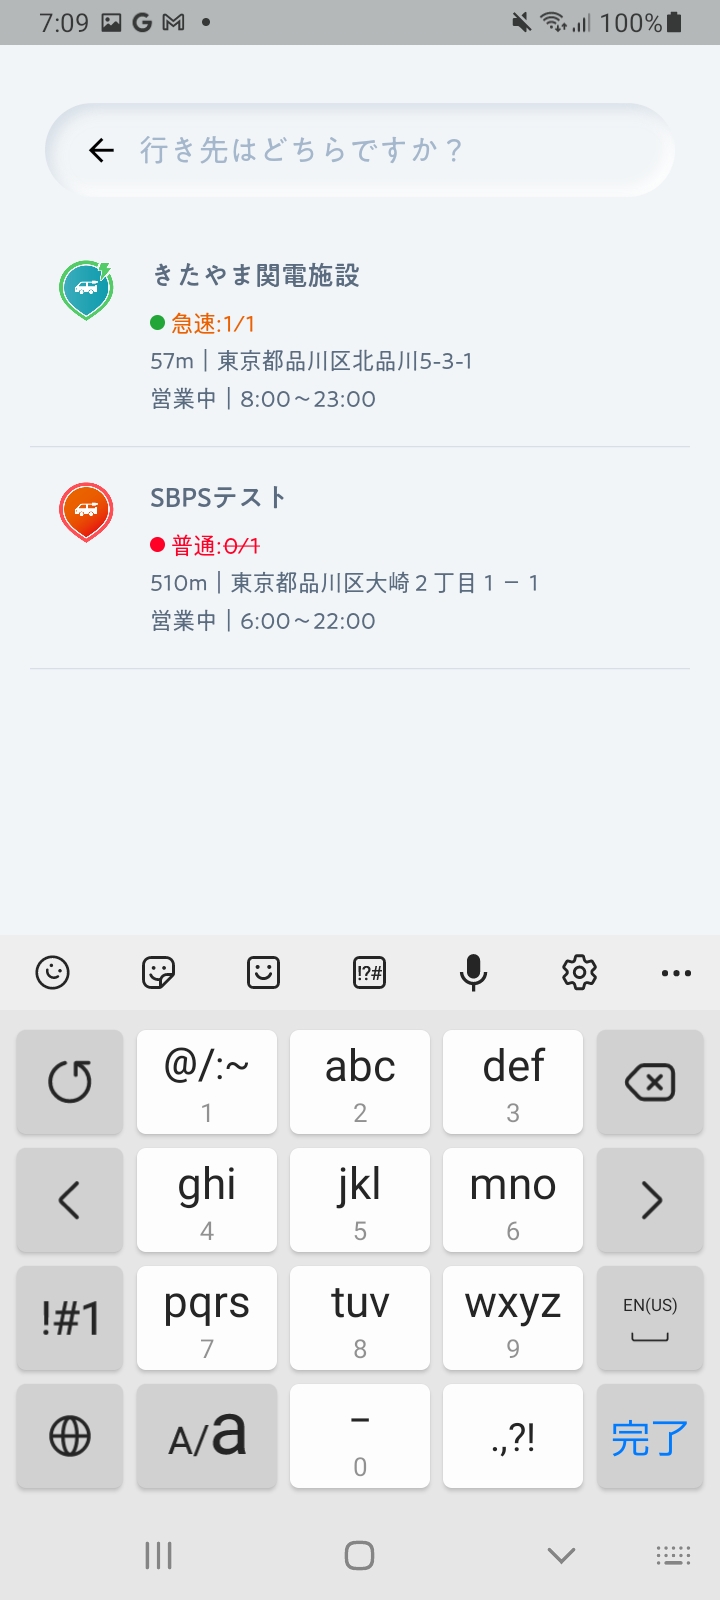 7:09 G M 100%
行き先はどちらですか？
きたやま関電施設
急速:1/1
57m｜東京都品川区北品川5-3-1
営業中｜8:00〜23:00
SBPSテスト
普通:0/1
510m｜東京都品川区大崎２丁目１－１
営業中｜6:00〜22:00
!?#
@/:~ abc def
1 2 3
ghi jkl mno
4 5 6
!#1 pqrs tuv wxyz EN(US)
7 8 9
A/a – .,?! 完了
0